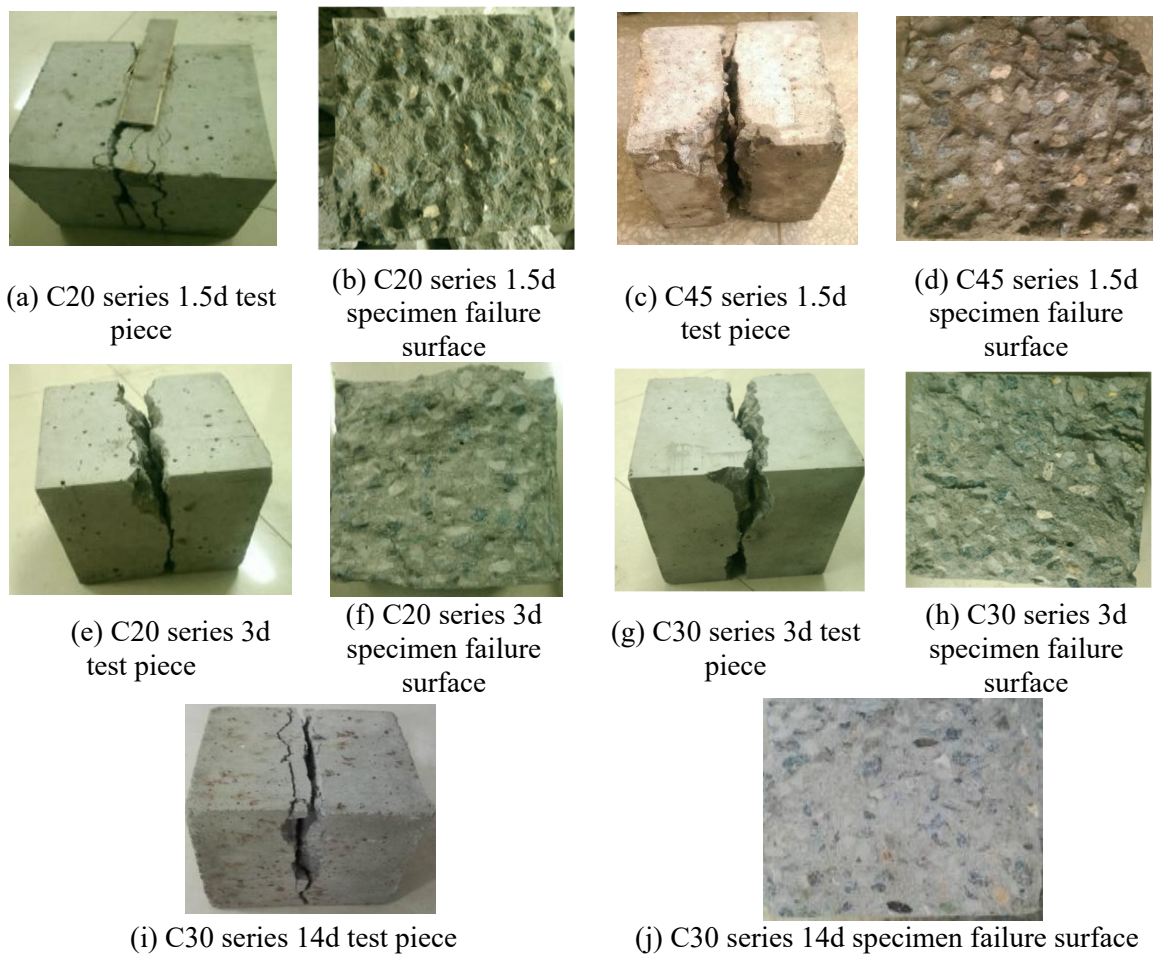 (a) C20 series 1.5d test
piece
(b) C20 series 1.5d
specimen failure
surface
(c) C45 series 1.5d
test piece
(d) C45 series 1.5d
specimen failure
surface
(e) C20 series 3d
test piece
(f) C20 series 3d
specimen failure
surface
(g) C30 series 3d test
piece
(h) C30 series 3d
specimen failure
surface
(i) C30 series 14d test piece
(j) C30 series 14d specimen failure surface